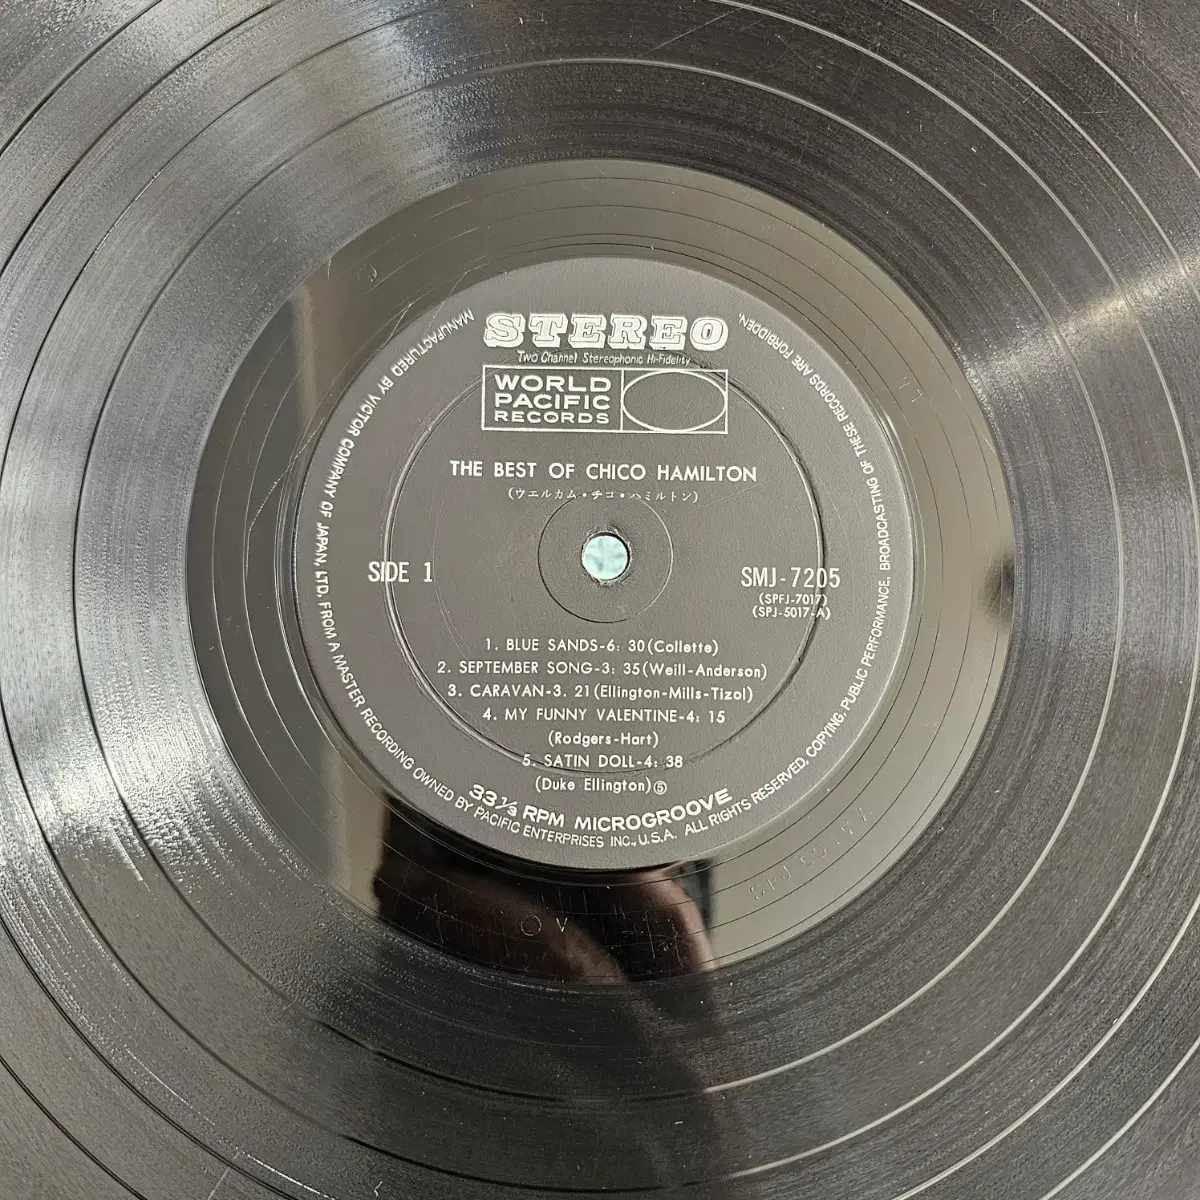 STEREO
Two Channel Stereophonic Hi-Fidelity
WORLD
PACIFIC
RECORDS
THE BEST OF CHICO HAMILTON
(ウエルカム・チコ・ハミルトン)
SIDE 1
SMJ-7205
(SPFJ-7017)
(SPJ-5017-A)
1. BLUE SANDS-6: 30(Collette)
2. SEPTEMBER SONG-3: 35(Weill-Anderson)
3. CARAVAN-3. 21(Ellington-Mills-Tizol)
4. MY FUNNY VALENTINE-4: 15
(Rodgers-Hart)
5. SATIN DOLL-4: 38
(Duke Ellington)⑤
33⅓ RPM MICROGROOVE
MANUFACTURED BY VICTOR COMPANY OF JAPAN, LTD. FROM A MASTER RECORDING OWNED BY PACIFIC ENTERPRISES INC., U.S.A. ALL RIGHTS RESERVED, COPYING, PUBLIC PERFORMANCE, BROADCASTING OF THESE RECORDS ARE FORBIDDEN.